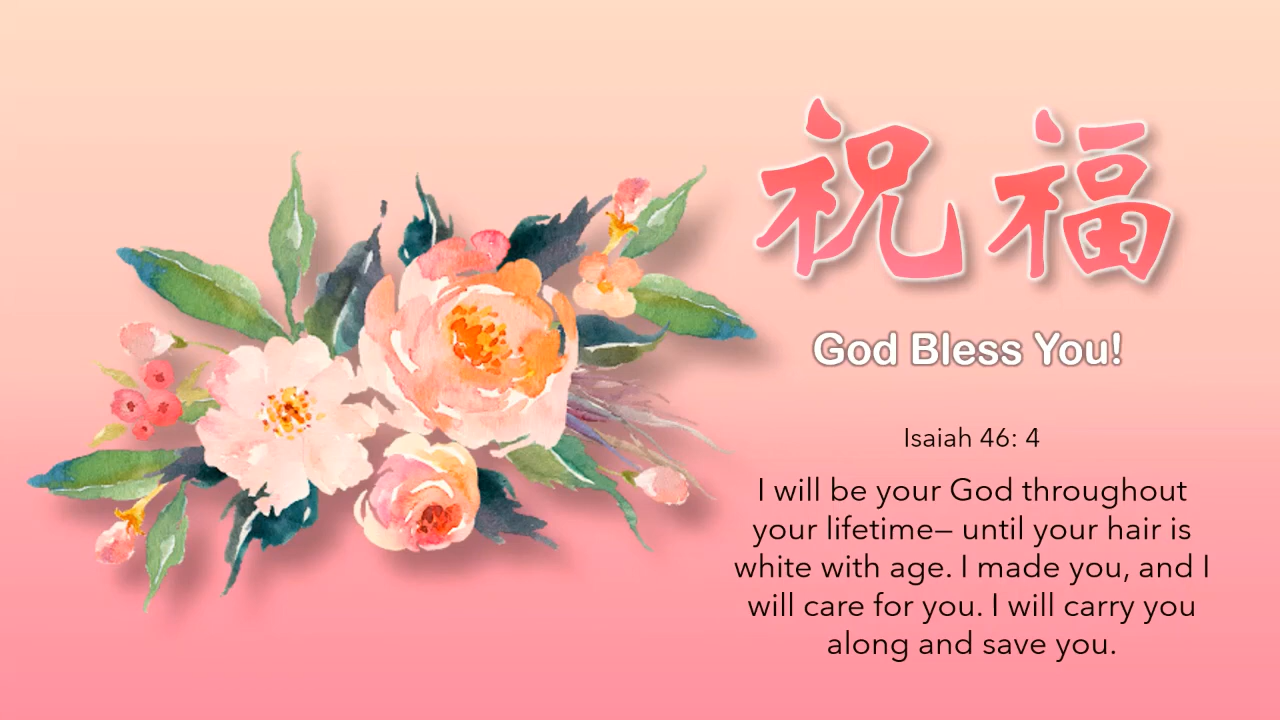 祝福
God Bless You!
Isaiah 46: 4
I will be your God throughout
your lifetime– until your hair is
white with age. I made you, and I
will care for you. I will carry you
along and save you.